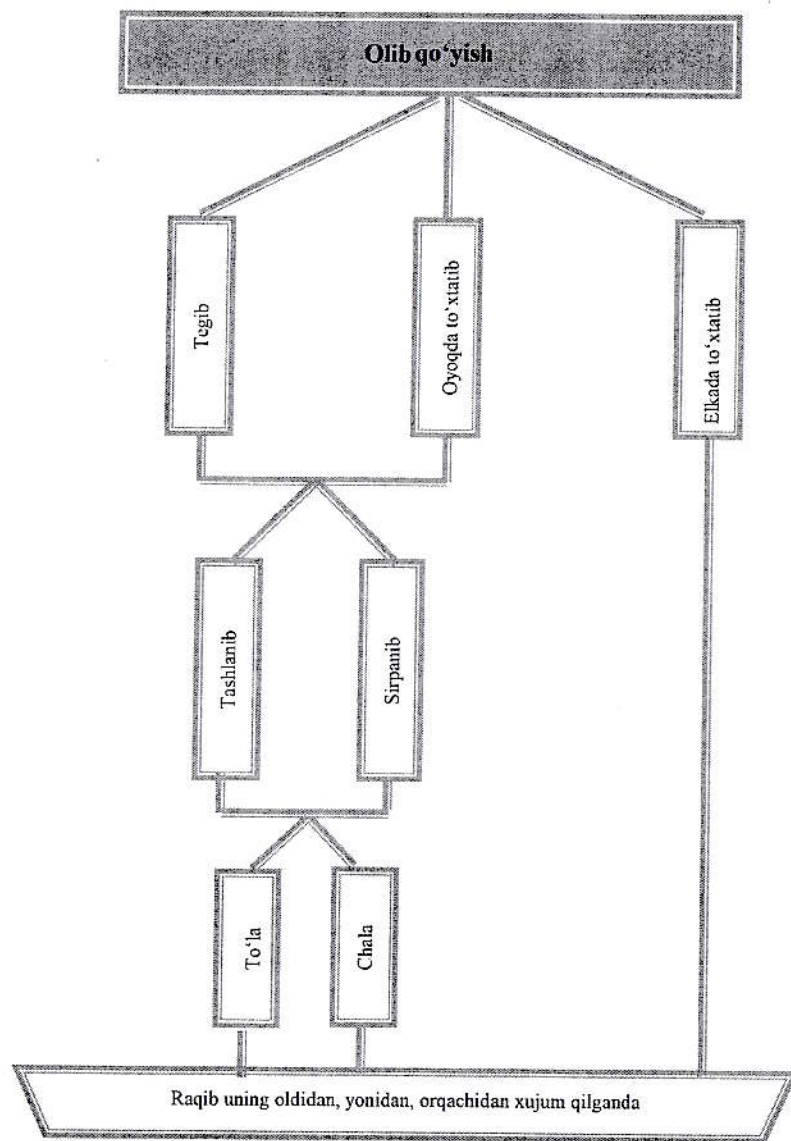 Olib qo‘yish
Tegib
Oyoqda to‘xtatib
Elkada to‘xtatib
Tashlanib
Sirpanib
To‘la
Chala
Raqib uning oldidan, yonidan, orqachidan xujum qilganda